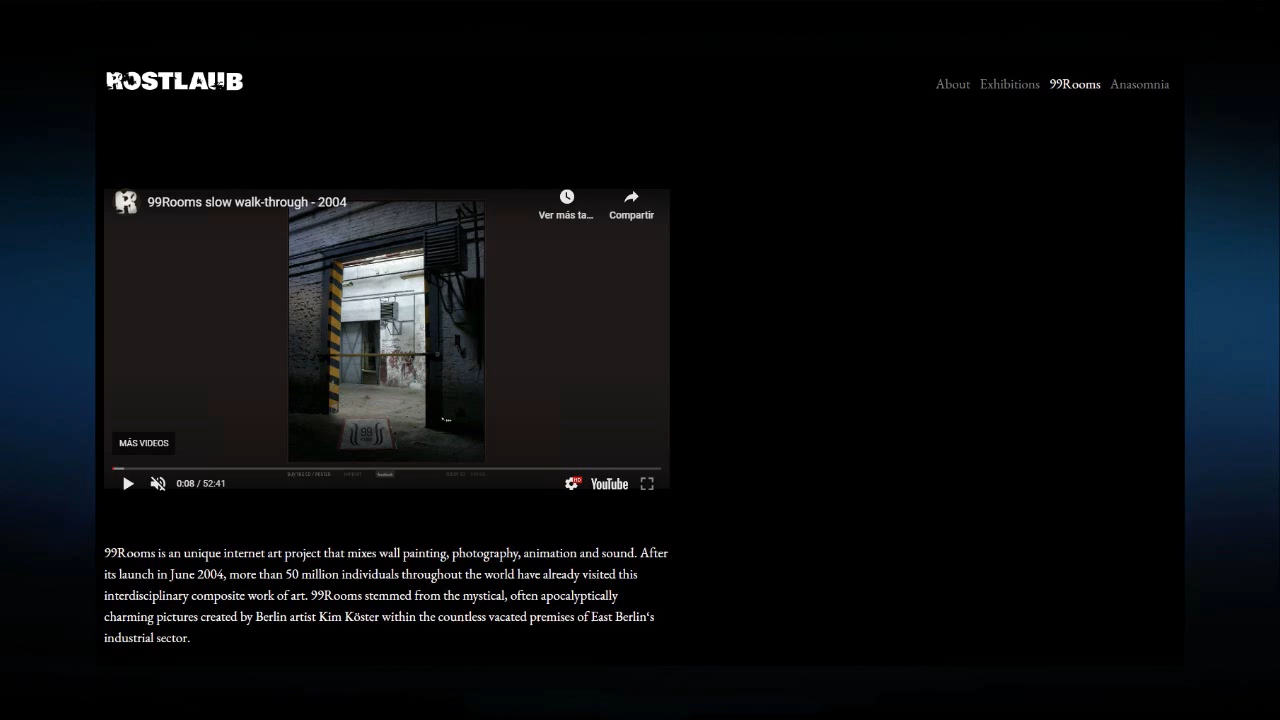 ROSTLAUB
About Exhibitions 99Rooms Anasomnia
99Rooms slow walk-through - 2004
Ver más ta... Compartir
99
MÁS VIDEOS
0:08 / 52:41
HD
YouTube
99Rooms is an unique internet art project that mixes wall painting, photography, animation and sound. After
its launch in June 2004, more than 50 million individuals throughout the world have already visited this
interdisciplinary composite work of art. 99Rooms stemmed from the mystical, often apocalyptically
charming pictures created by Berlin artist Kim Köster within the countless vacated premises of East Berlin‘s
industrial sector.